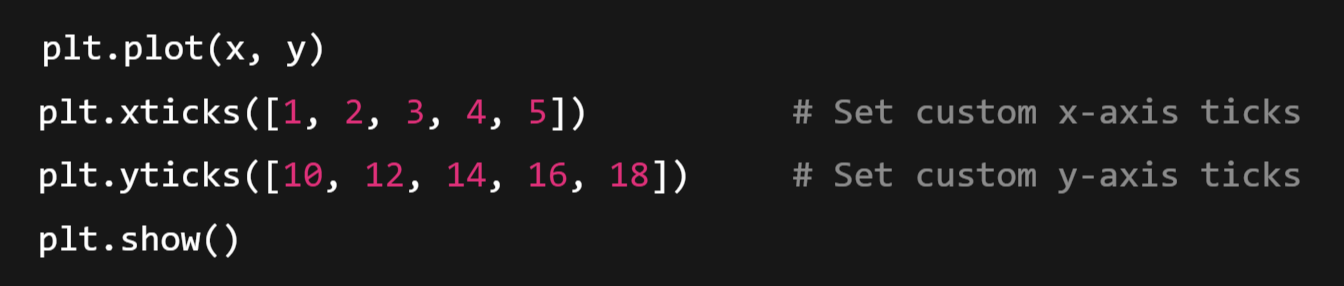 plt.plot(x, y)
plt.xticks([1, 2, 3, 4, 5])          # Set custom x-axis ticks
plt.yticks([10, 12, 14, 16, 18])     # Set custom y-axis ticks
plt.show()